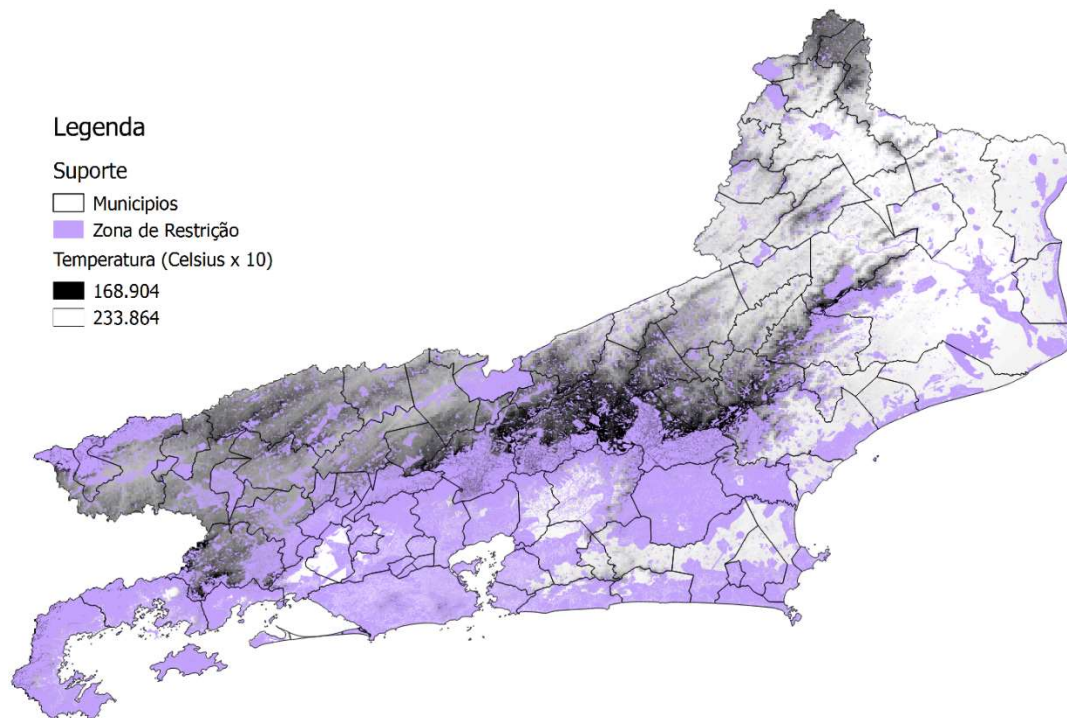 Legenda
Suporte
Municipios
Zona de Restrição
Temperatura (Celsius x 10)
168.904
233.864